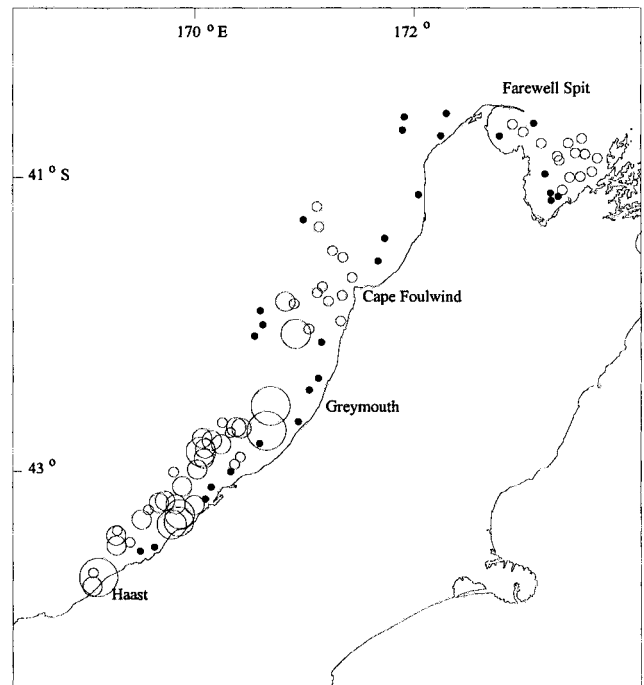 170 ° E
172 °
Farewell Spit
41 ° S
Cape Foulwind
Greymouth
43 °
Haast